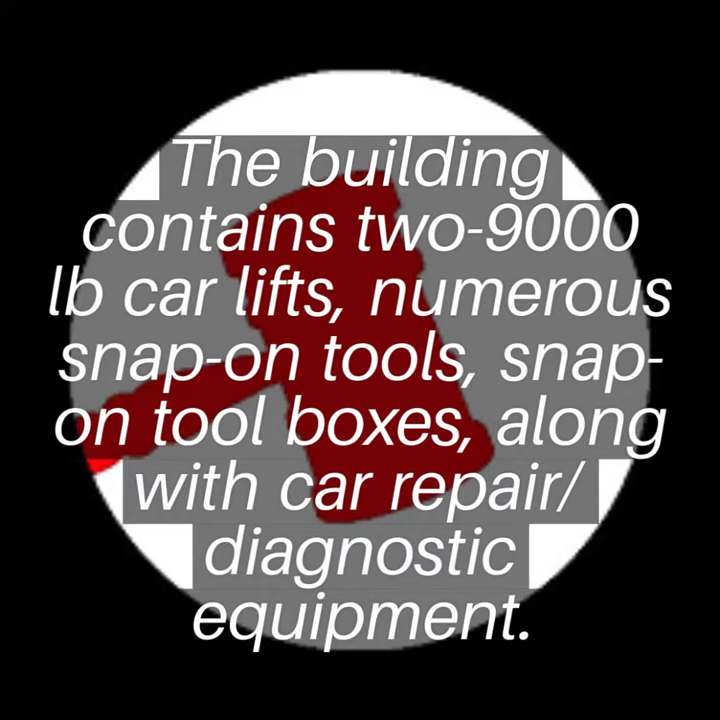 The building
contains two-9000
lb car lifts, numerous
snap-on tools, snap-
on tool boxes, along
with car repair/
diagnostic
equipment.